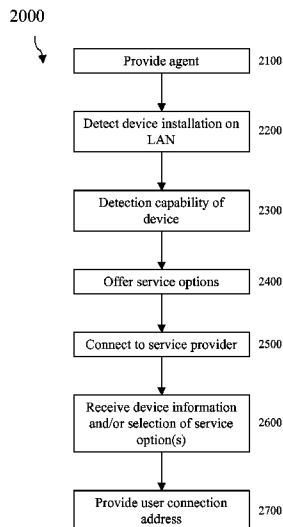 2000
Provide agent
2100
Detect device installation on
LAN
2200
Detection capability of
device
2300
Offer service options
2400
Connect to service provider
2500
Receive device information
and/or selection of service
option(s)
2600
Provide user connection
address
2700